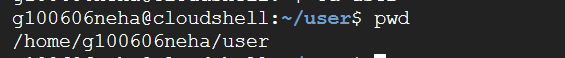 g100606neha@cloudshell:~/user$ pwd
/home/g100606neha/user